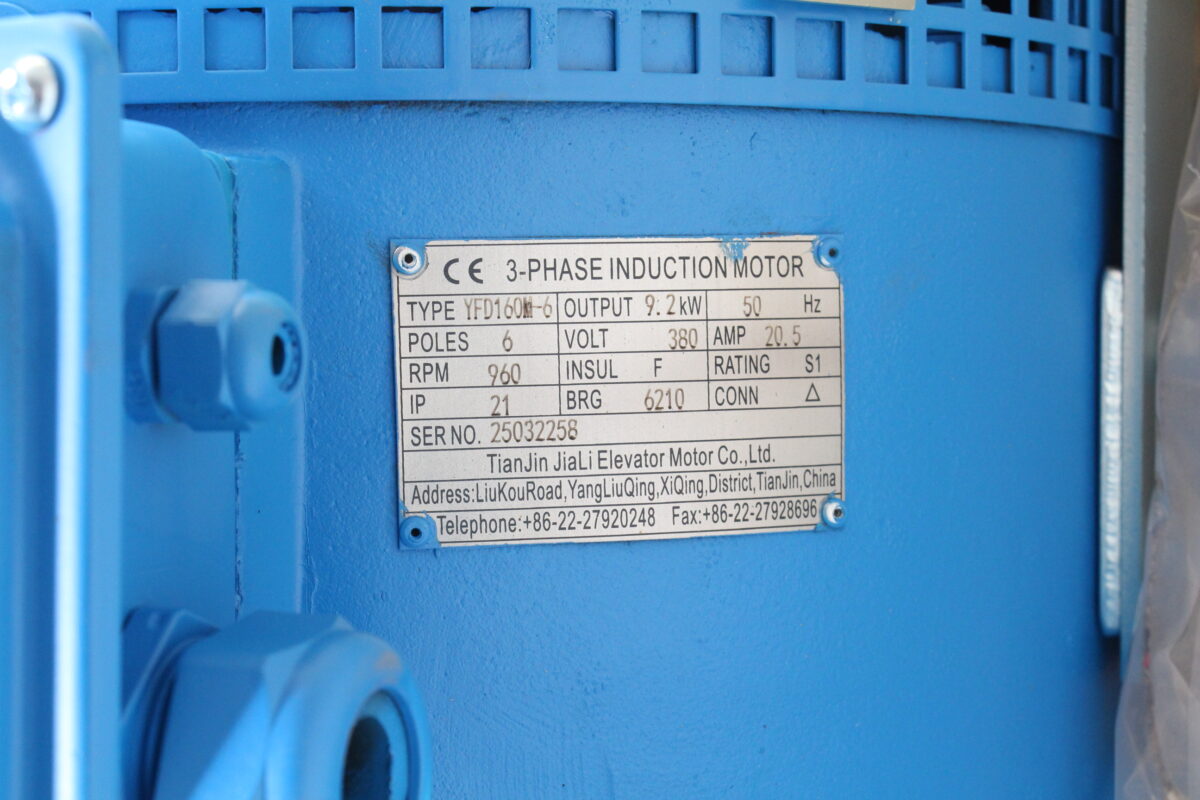 CE 3-PHASE INDUCTION MOTOR
TYPE YFD160M-6 OUTPUT 9.2 kW 50 Hz
POLES 6 VOLT 380 AMP 20.5
RPM 960 INSUL F RATING S1
IP 21 BRG 6210 CONN △
SER NO. 25032258
TianJin JiaLi Elevator Motor Co.,Ltd.
Address:LiuKouRoad,YangLiuQing,XiQing,District,TianJin,China
Telephone:+86-22-27920248 Fax:+86-22-27928696